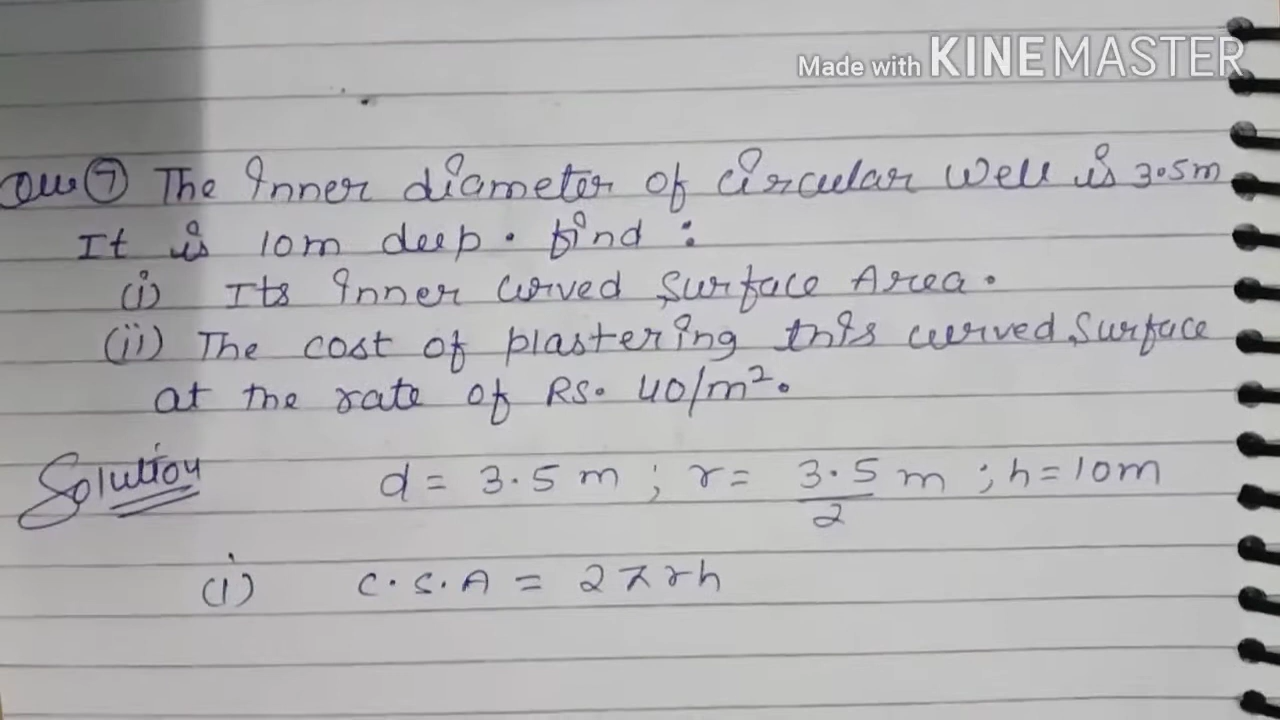 Made with KINEMASTER
Que 7 The Inner diameter of circular well is 3.5m
It is 10m deep. find :
(i) Its Inner curved surface Area.
(ii) The cost of plastering this curved surface
at the rate of RS. 40/m².
Solution d = 3.5 m ; r = 3.5/2 m ; h = 10m
(i) C.S.A = 2πrh